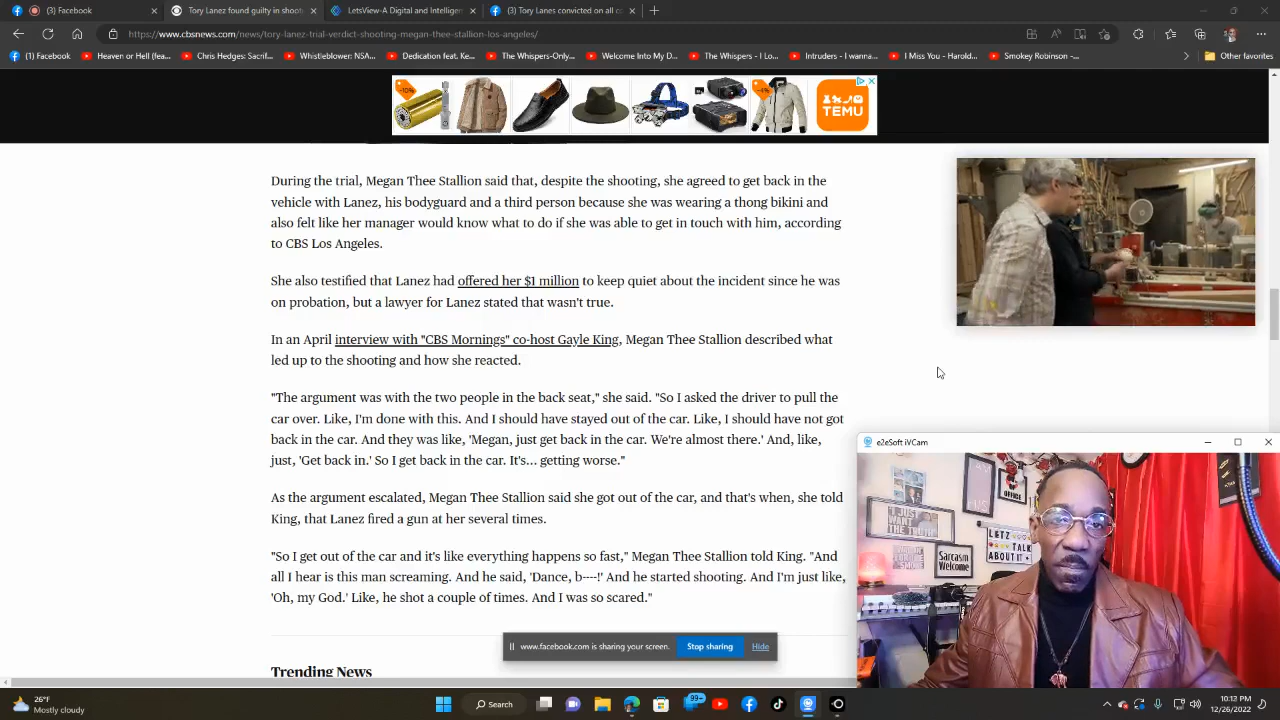 (3) Facebook
Tory Lanez found guilty in shooti
LetsView-A Digital and Intelligen
(3) Tory Lanes convicted on all co
https://www.cbsnews.com/news/tory-lanez-trial-verdict-shooting-megan-thee-stallion-los-angeles/
(1) Facebook
Heaven or Hell (fea...
Chris Hedges: Sacrif...
Whistleblower: NSA...
Dedication feat. Ke...
The Whispers-Only...
Welcome Into My D...
The Whispers - I Lo...
Intruders - I wanna...
I Miss You - Harold...
Smokey Robinson -...
Other favorites
-10%
-4%
TEMU
During the trial, Megan Thee Stallion said that, despite the shooting, she agreed to get back in the
vehicle with Lanez, his bodyguard and a third person because she was wearing a thong bikini and
also felt like her manager would know what to do if she was able to get in touch with him, according
to CBS Los Angeles.
She also testified that Lanez had offered her $1 million to keep quiet about the incident since he was
on probation, but a lawyer for Lanez stated that wasn't true.
In an April interview with "CBS Mornings" co-host Gayle King, Megan Thee Stallion described what
led up to the shooting and how she reacted.
"The argument was with the two people in the back seat," she said. "So I asked the driver to pull the
car over. Like, I'm done with this. And I should have stayed out of the car. Like, I should have not got
back in the car. And they was like, 'Megan, just get back in the car. We're almost there.' And, like,
just, 'Get back in.' So I get back in the car. It's... getting worse."
As the argument escalated, Megan Thee Stallion said she got out of the car, and that's when, she told
King, that Lanez fired a gun at her several times.
"So I get out of the car and it's like everything happens so fast," Megan Thee Stallion told King. "And
all I hear is this man screaming. And he said, 'Dance, b----!' And he started shooting. And I'm just like,
'Oh, my God.' Like, he shot a couple of times. And I was so scared."
Trending News
e2eSoft iVCam
OFFICE
JUST
WANT THE
LETZ
TALK
ABOUT IT
Sarcasm
Welcome
www.facebook.com is sharing your screen.
Stop sharing
Hide
26°F
Mostly cloudy
Search
99+
10:12 PM
12/26/2022